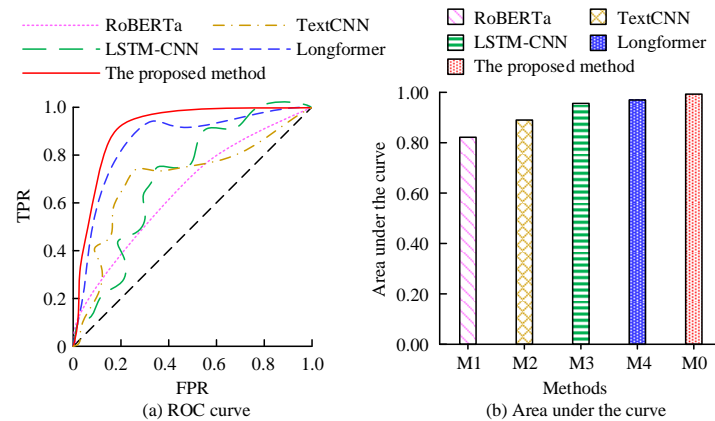 RoBERTa TextCNN
LSTM-CNN Longformer
The proposed method
1.0
0.8
0.6
0.4
0.2
0
TPR
0 0.2 0.4 0.6 0.8 1.0
FPR
(a) ROC curve
RoBERTa TextCNN
LSTM-CNN Longformer
The proposed method
1.00
0.80
0.60
0.40
0.20
0.00
Area under the curve
M1 M2 M3 M4 M0
Methods
(b) Area under the curve